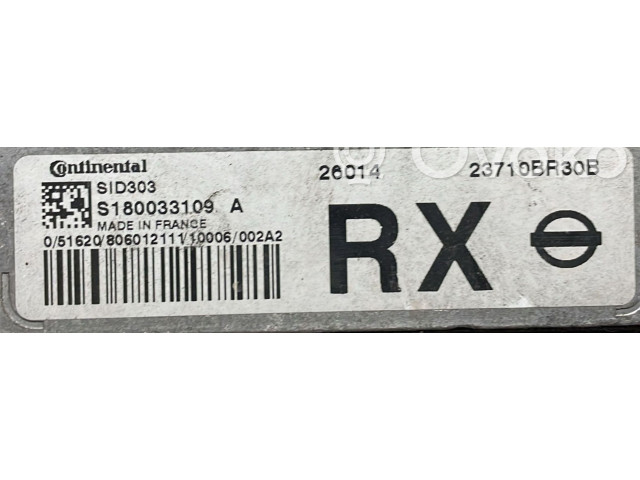 Continental
SID303
S180033109 A
MADE IN FRANCE
0/51620/806012111/10006/002A2
26014
23710BR30B
RX